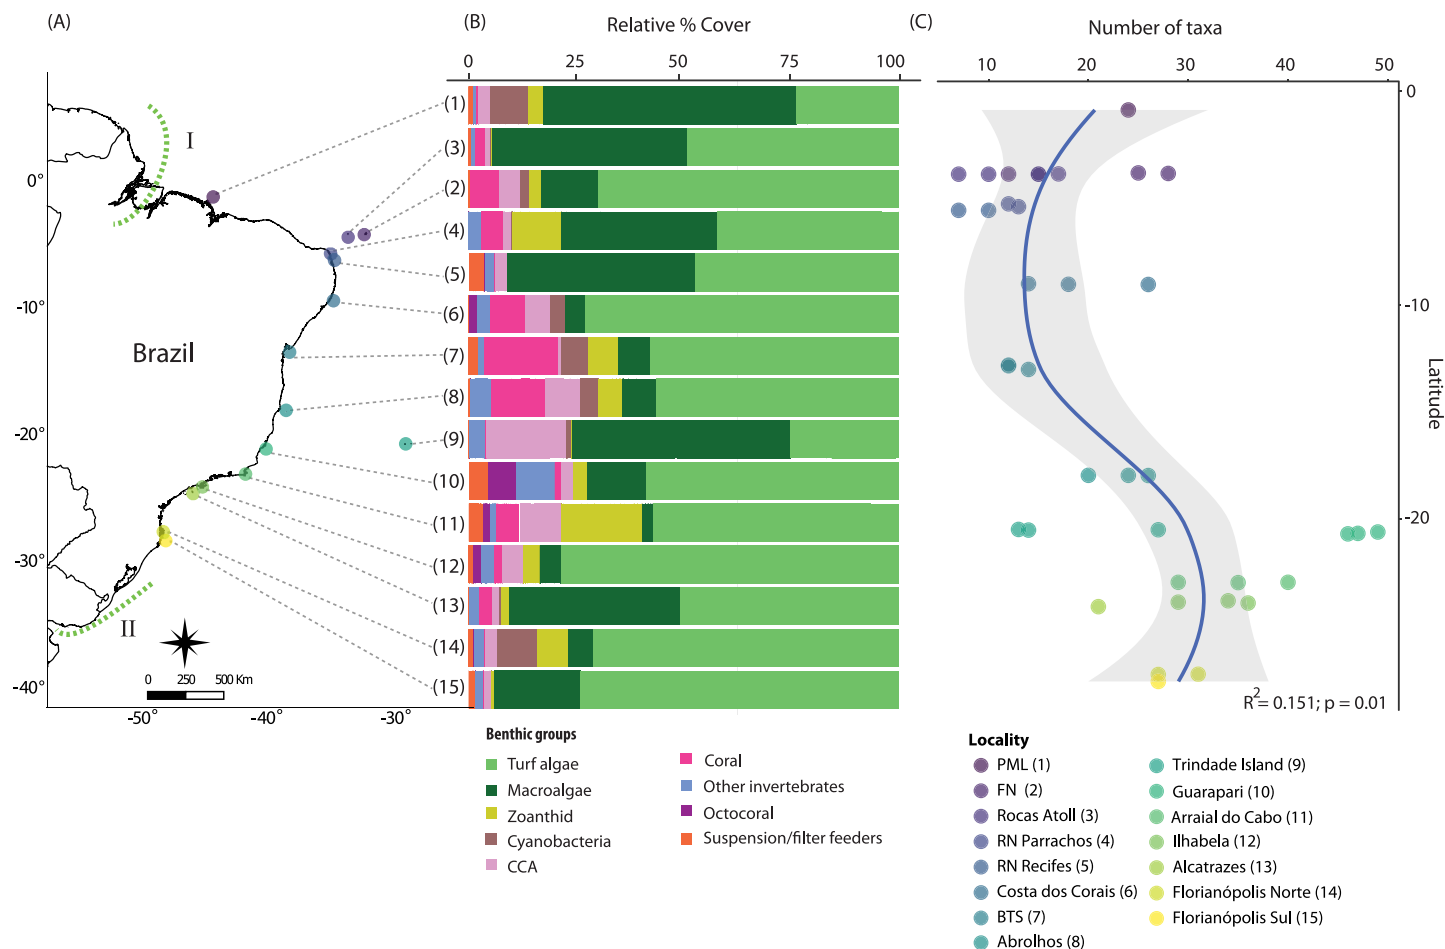 (A)
I
0°
-10°
Brazil
-20°
-30°
II
-40°
0 250 500 Km
-50° -40° -30°
(B)
Relative % Cover
0 25 50 75 100
(1)
(3)
(2)
(4)
(5)
(6)
(7)
(8)
(9)
(10)
(11)
(12)
(13)
(14)
(15)
Benthic groups
Turf algae
Macroalgae
Zoanthid
Cyanobacteria
CCA
Coral
Other invertebrates
Octocoral
Suspension/filter feeders
(C)
Number of taxa
10 20 30 40 50
0
-10
Latitude
-20
R2= 0.151; p = 0.01
Locality
PML (1)
FN (2)
Rocas Atoll (3)
RN Parrachos (4)
RN Recifes (5)
Costa dos Corais (6)
BTS (7)
Abrolhos (8)
Trindade Island (9)
Guarapari (10)
Arraial do Cabo (11)
Ilhabela (12)
Alcatrazes (13)
Florianópolis Norte (14)
Florianópolis Sul (15)